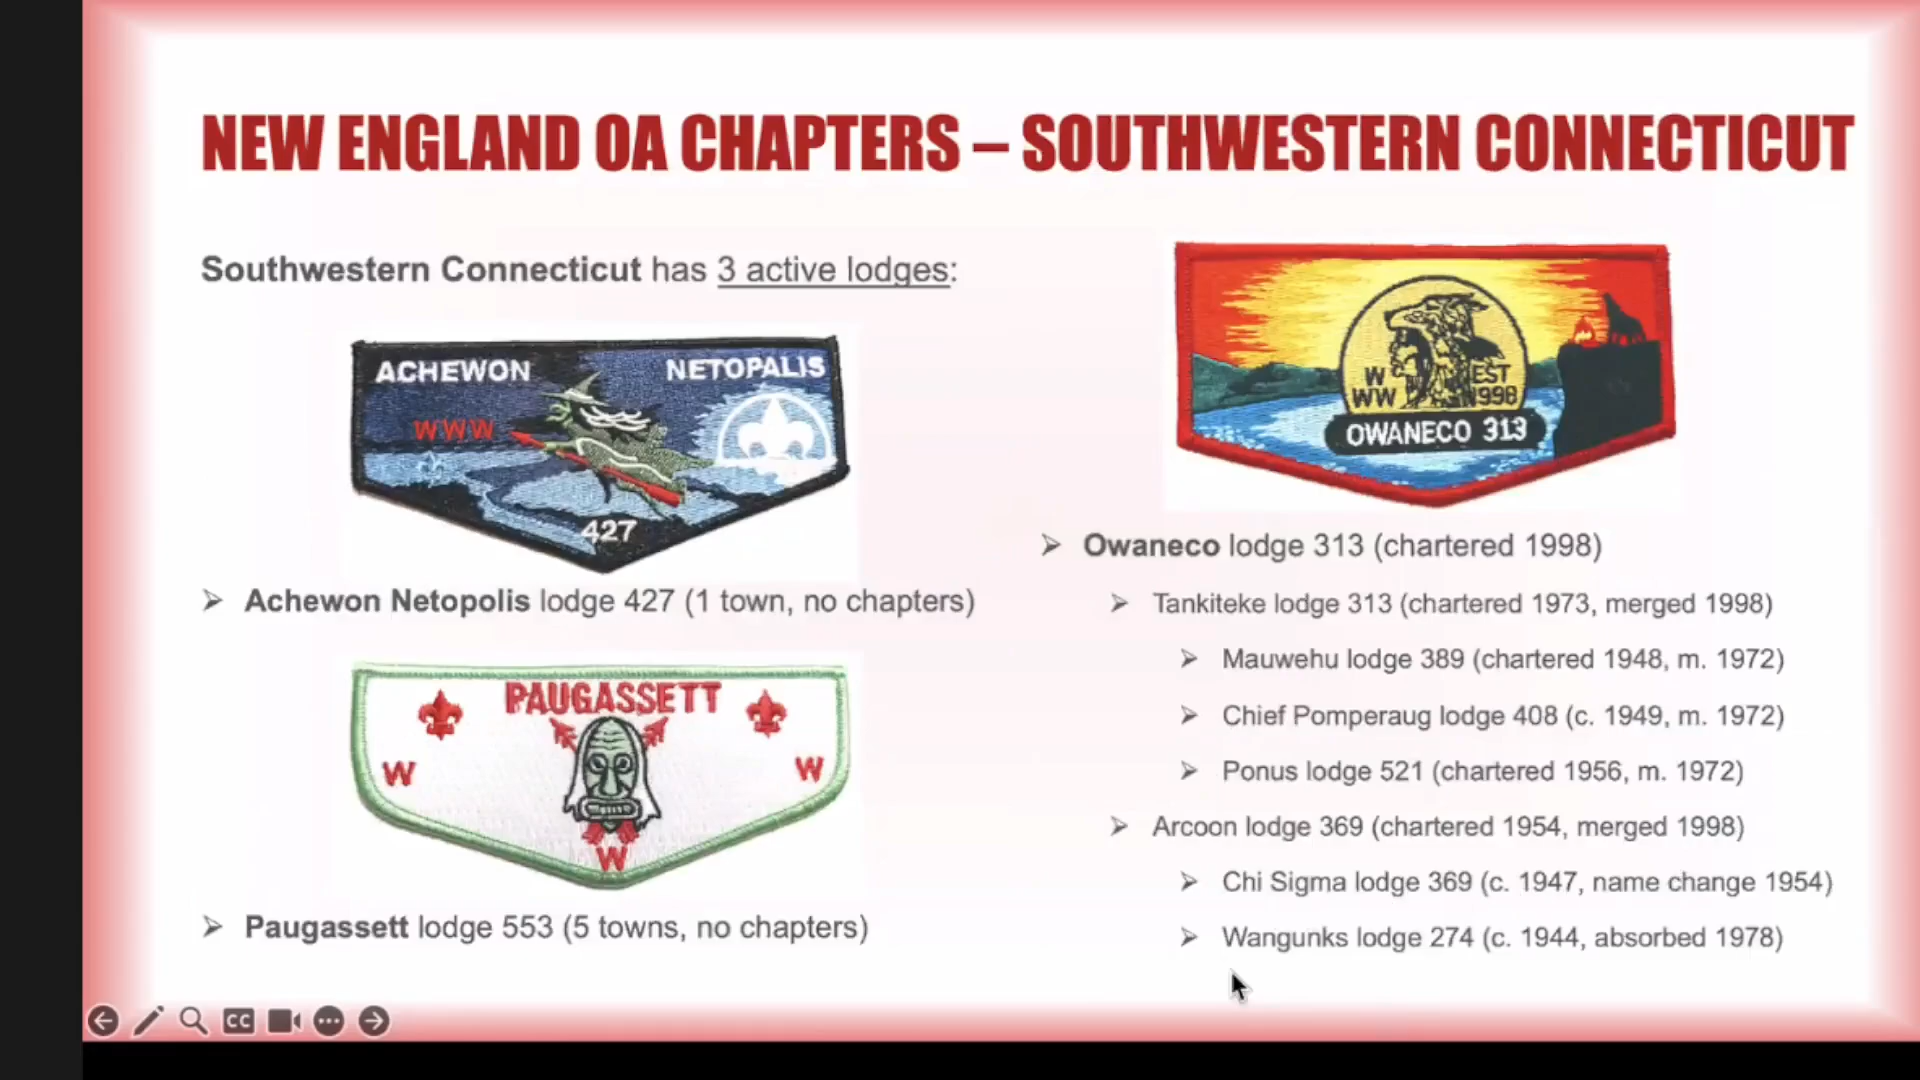 NEW ENGLAND OA CHAPTERS – SOUTHWESTERN CONNECTICUT
Southwestern Connecticut has 3 active lodges:
ACHEWON NETOPALIS
WWW
427
➢ Achewon Netopolis lodge 427 (1 town, no chapters)
PAUGASSETT
W W
W
➢ Paugassett lodge 553 (5 towns, no chapters)
W EST
WW 1998
OWANECO 313
➢ Owaneco lodge 313 (chartered 1998)
➢ Tankiteke lodge 313 (chartered 1973, merged 1998)
➢ Mauwehu lodge 389 (chartered 1948, m. 1972)
➢ Chief Pomperaug lodge 408 (c. 1949, m. 1972)
➢ Ponus lodge 521 (chartered 1956, m. 1972)
➢ Arcoon lodge 369 (chartered 1954, merged 1998)
➢ Chi Sigma lodge 369 (c. 1947, name change 1954)
➢ Wangunks lodge 274 (c. 1944, absorbed 1978)
CC